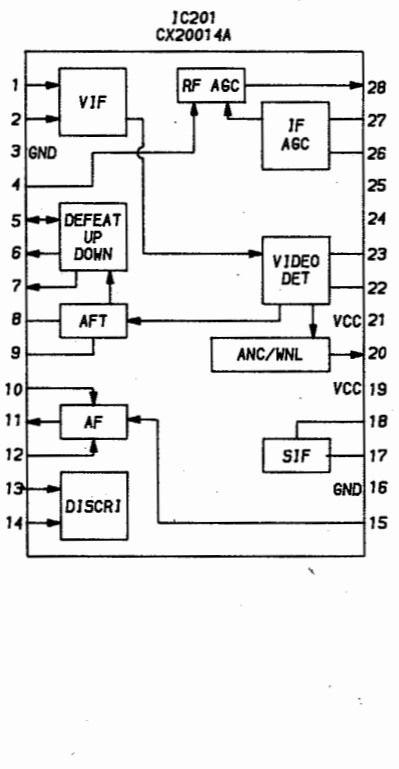 IC201
CX20014A
1
2
3 GND
4
5
6
7
8
9
10
11
12
13
14
VIF
RF AGC
IF
AGC
DEFEAT
UP
DOWN
VIDEO
DET
AFT
ANC/WNL
AF
SIF
DISCRI
28
27
26
25
24
23
22
VCC 21
20
VCC 19
18
17
GND 16
15